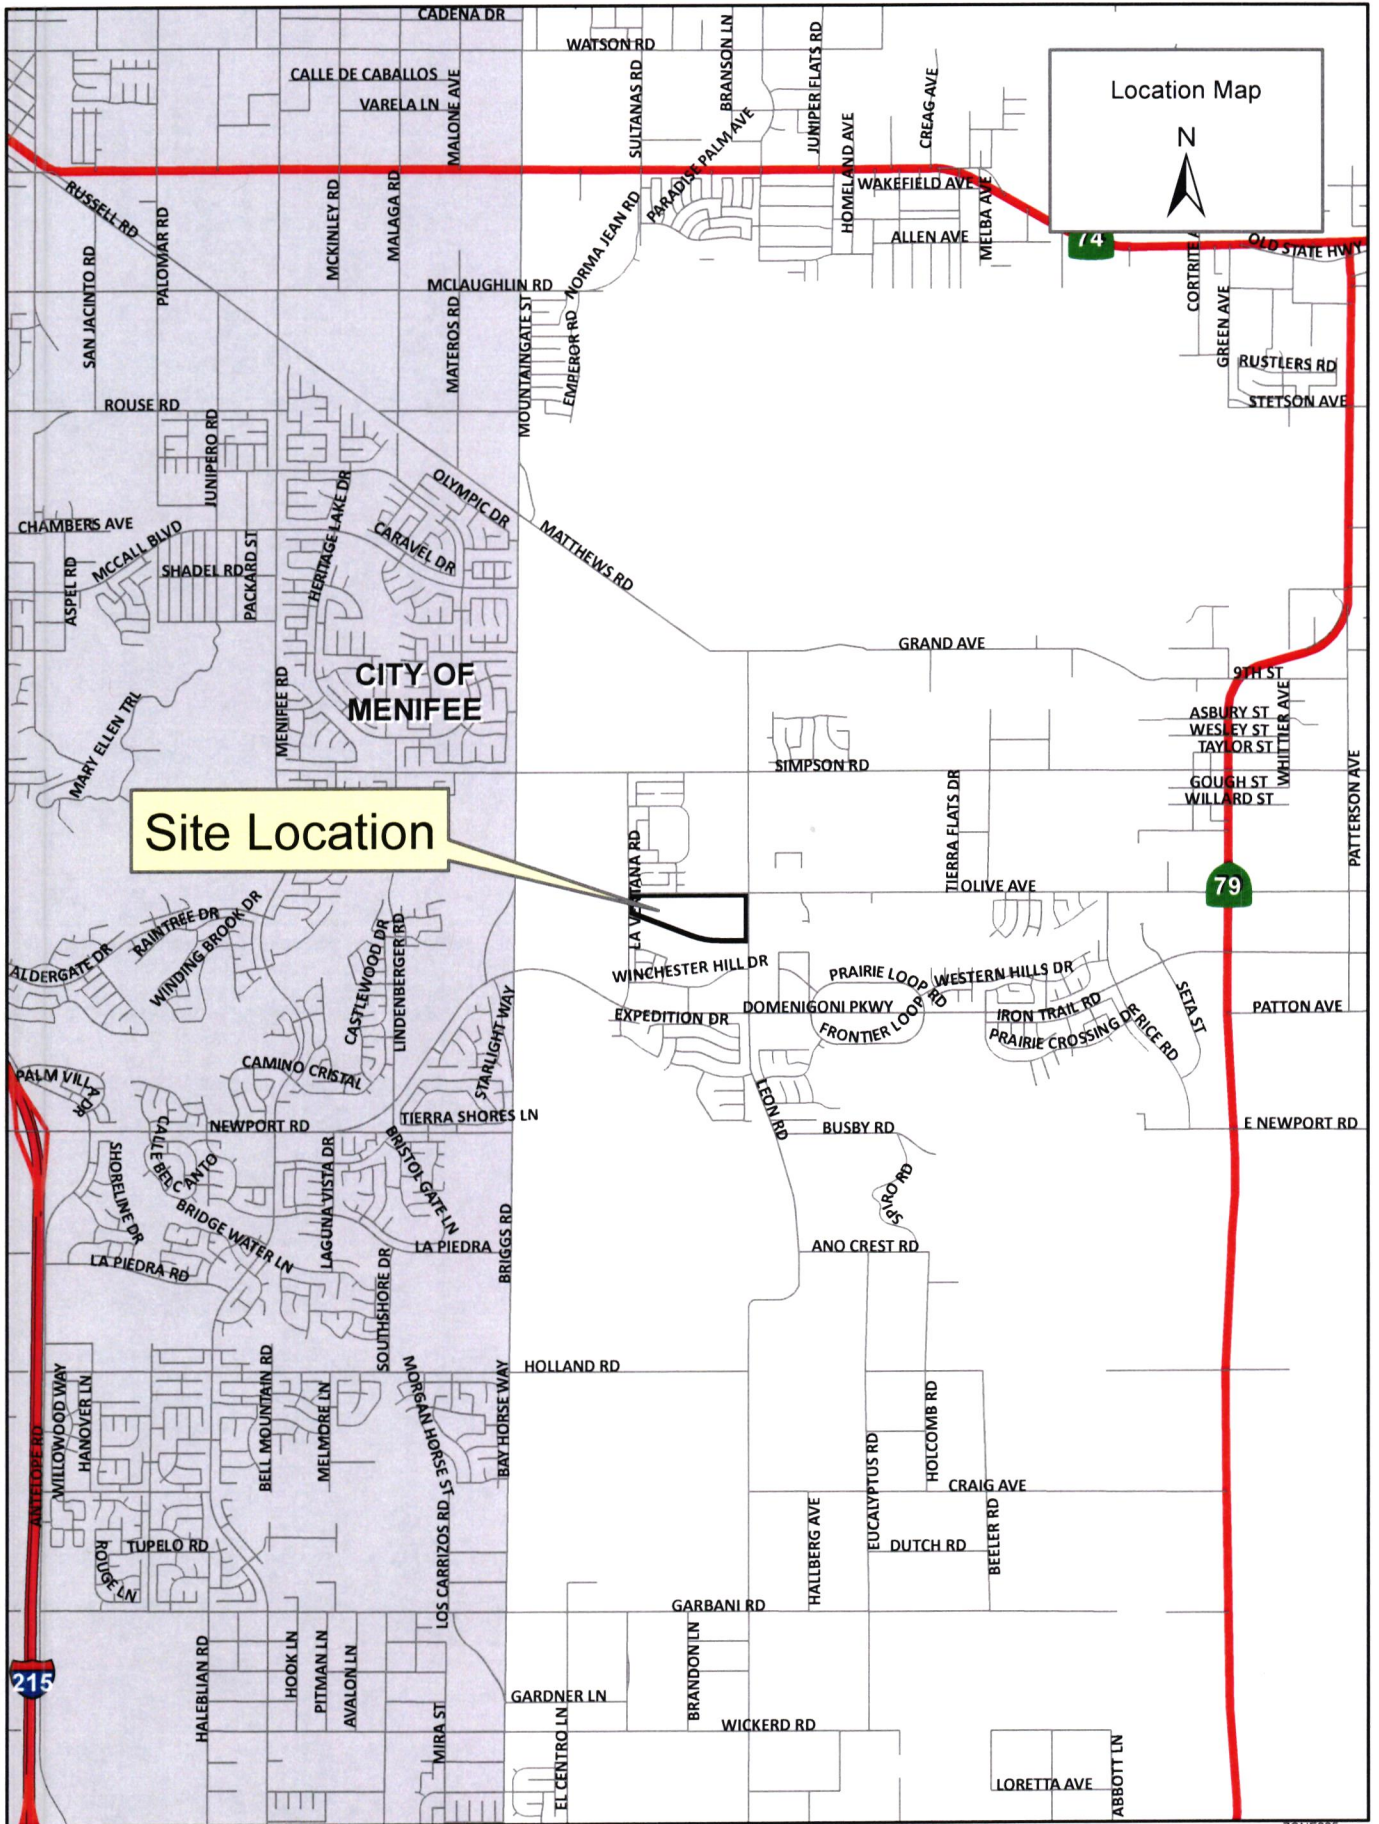 CADENA DR
WATSON RD
BRANSON LN
JUNIPER FLATS RD
CALLE DE CABALLOS
VARELA LN
MALONE AVE
SULTANAS RD
CREAG AVE
Location Map
N
PARADISE PALM AVE
HOMELAND AVE
WAKEFIELD AVE
MELBA AVE
ALLEN AVE
74
OLD STATE HWY
RUSSELL RD
PALOMAR RD
MCKINLEY RD
MALAGA RD
NORMA JEAN RD
SAN JACINTO RD
MCLAUGHLIN RD
MATEROS RD
MOUNTAINGATE ST
EMPEROR RD
GREEN AVE
RUSTLERS RD
STETSON AVE
ROUSE RD
JUNIPERO RD
HERITAGE LAKE DR
OLYMPIC DR
CHAMBERS AVE
MCCALL BLVD
CARAVEL DR
MATTHEWS RD
ASPEL RD
SHADEL RD
PACKARD ST
GRAND AVE
CITY OF
MENIFEE
MENIFEE RD
MARY ELLEN TRL
9TH ST
ASBURY ST
WESLEY ST
TAYLOR ST
WHITTIER AVE
SIMPSON RD
GOUGH ST
WILLARD ST
PATTERSON AVE
TIERRA FLATS DR
Site Location
OLIVE AVE
79
RAINTREE DR
WINDING BROOK DR
ALDERGATE DR
CASTLEWOOD DR
LINDENBERGER RD
WINCHESTER HILL DR
PRAIRIE LOOP RD
WESTERN HILLS DR
STARLIGHT WAY
EXPEDITION DR
DOMENIGONI PKWY
FRONTIER LOOP
IRON TRAIL RD
PRAIRIE CROSSING DR
RICE RD
SETA ST
PATTON AVE
PALM VILLA DR
CAMINO CRISTAL
TIERRA SHORES LN
LEON RD
NEWPORT RD
BUSBY RD
E NEWPORT RD
CALLE BEL CANTO
SHORELINE DR
LAGUNA VISTA DR
BRISTOL GATE LN
SPIRO RD
BRIDGE WATER LN
LA PIEDRA
BRIGGS RD
ANO CREST RD
LA PIEDRA RD
SOUTHSHORE DR
HOLLAND RD
WILLOWOOD WAY
HANOVER LN
BELL MOUNTAIN RD
MELMORE LN
MORGAN HORSE ST
BAY HORSE WAY
HOLCOMB RD
ANTELOPE RD
EUCALYPTUS RD
CRAIG AVE
HALLBERG AVE
BEELER RD
DUTCH RD
TUPELO RD
ROUGE LN
LOS CARRIZOS RD
GARBANI RD
HALEBLIAN RD
HOOK LN
PITMAN LN
AVALON LN
BRANDON LN
215
GARDNER LN
MIRA ST
EL CENTRO LN
WICKERD RD
LORETTA AVE
ABBOTT LN